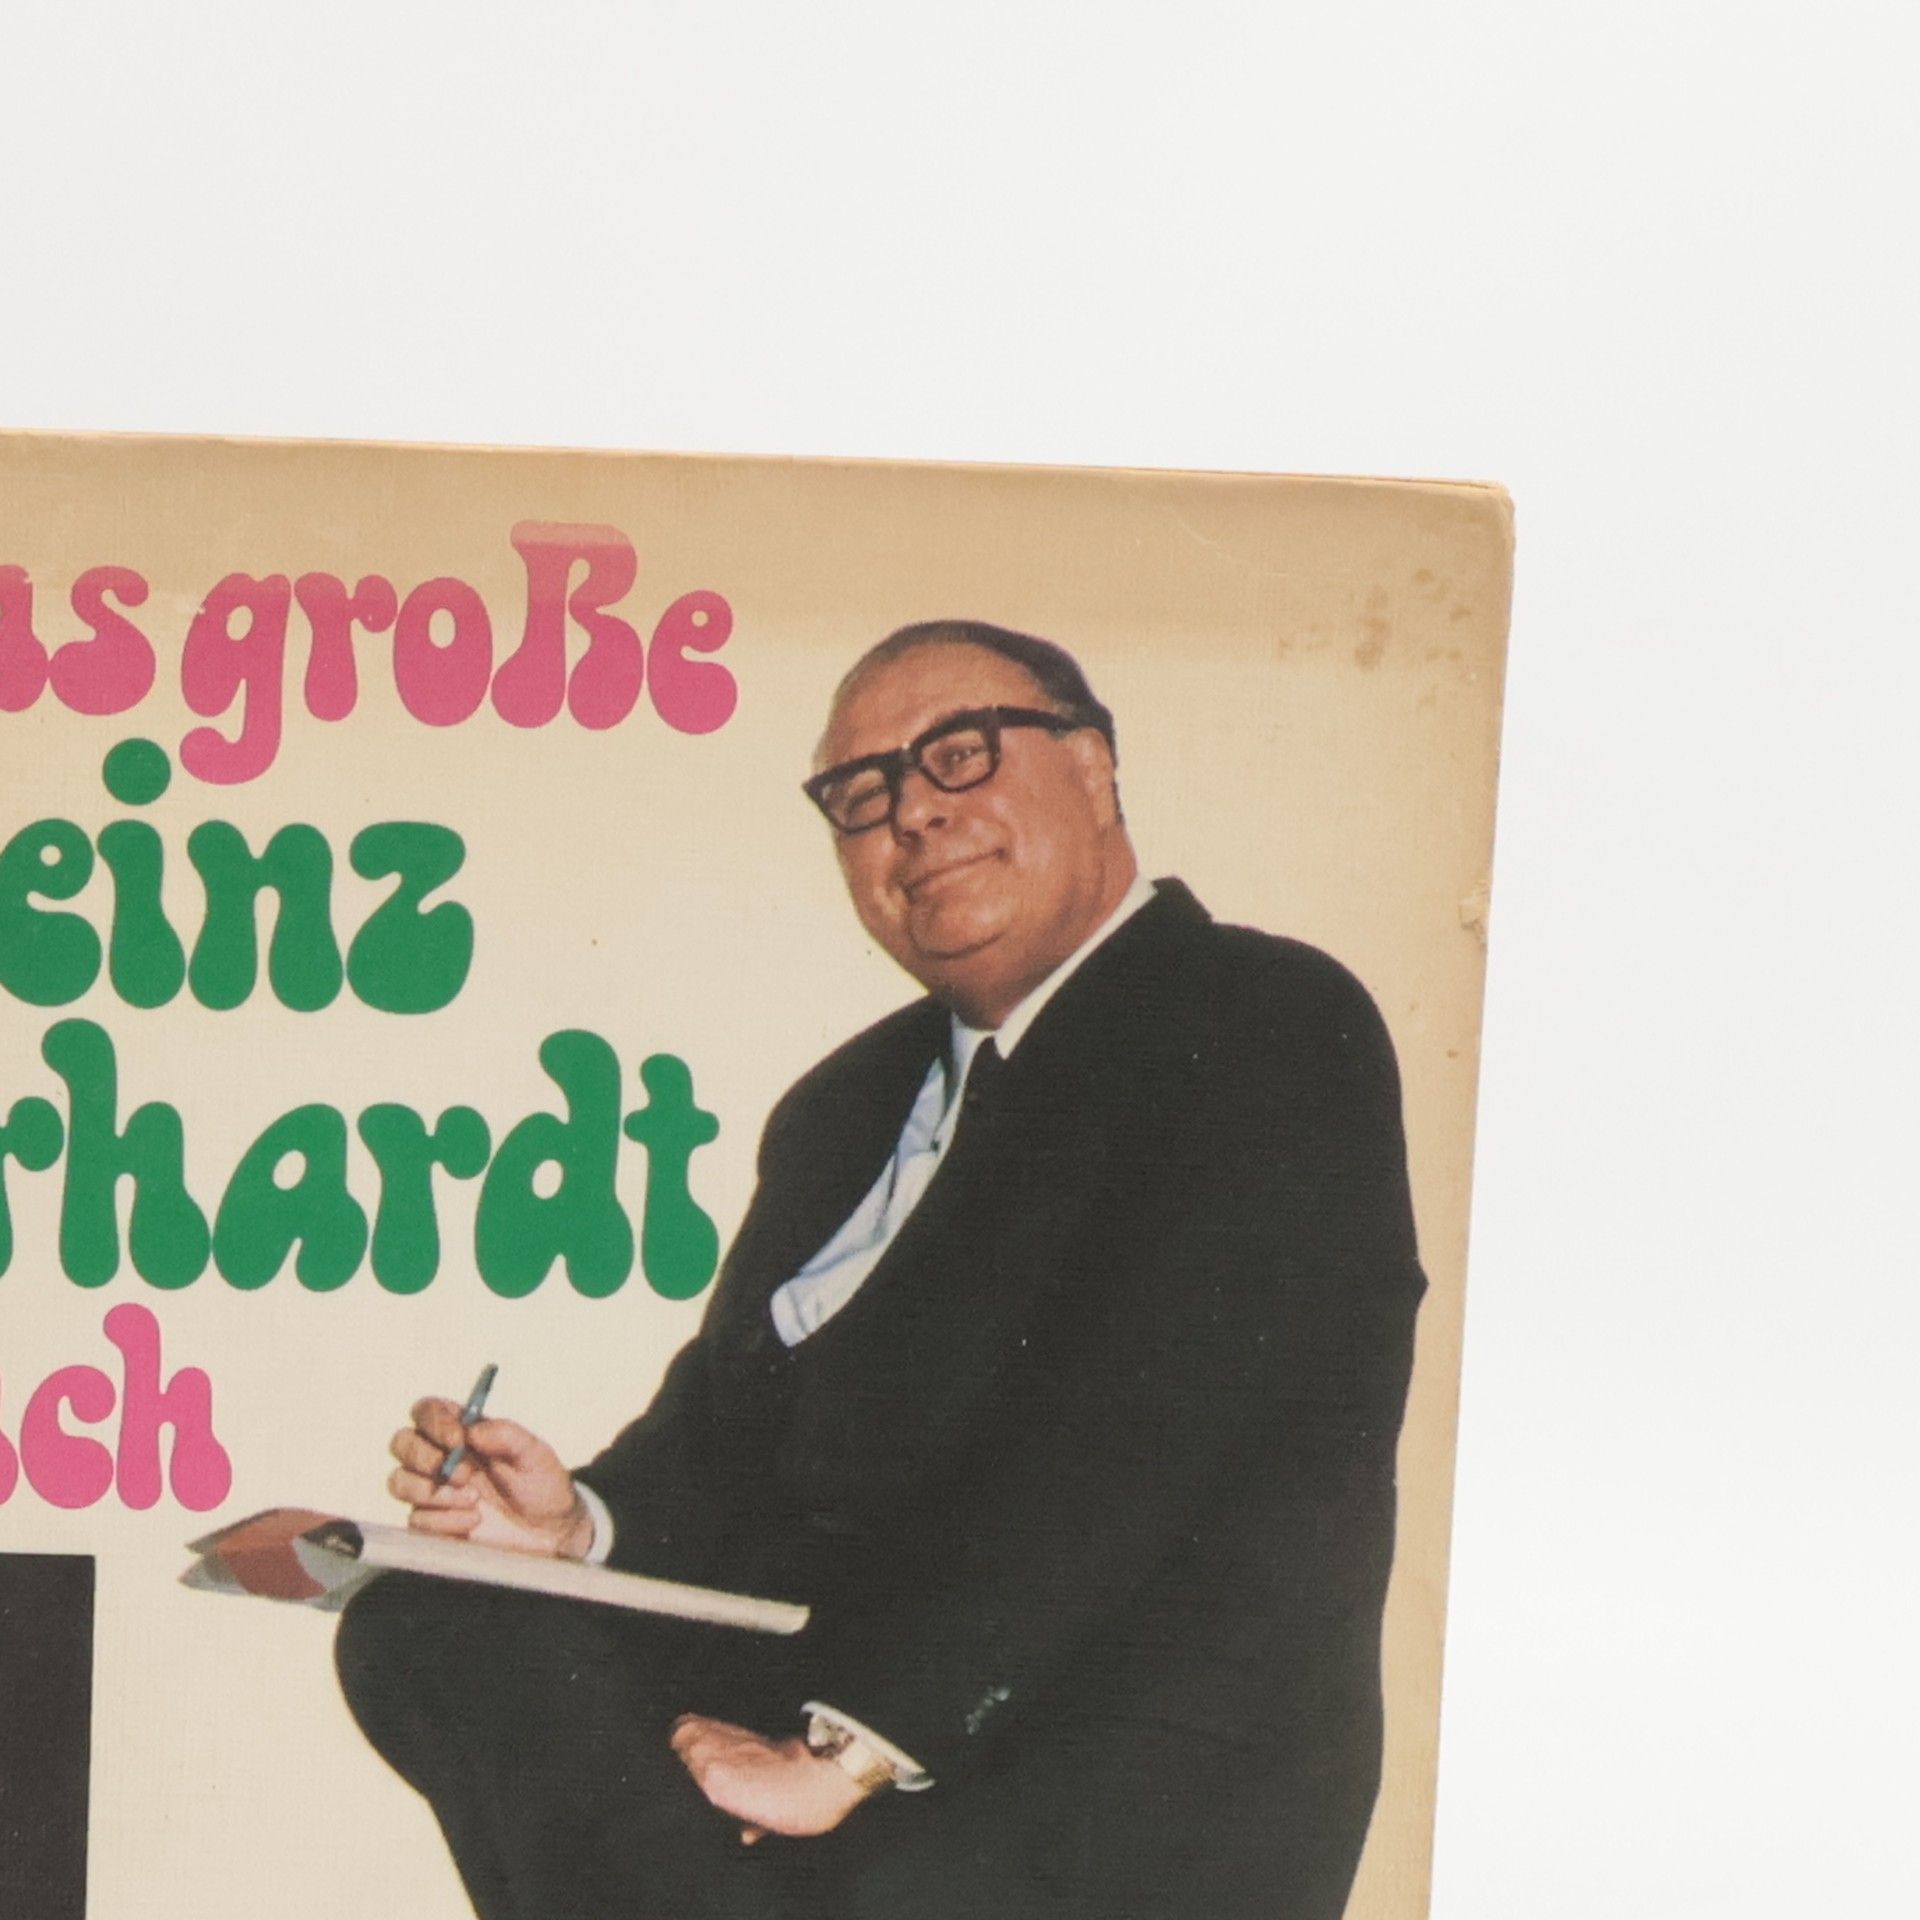 as große
einz
rhardt
ch